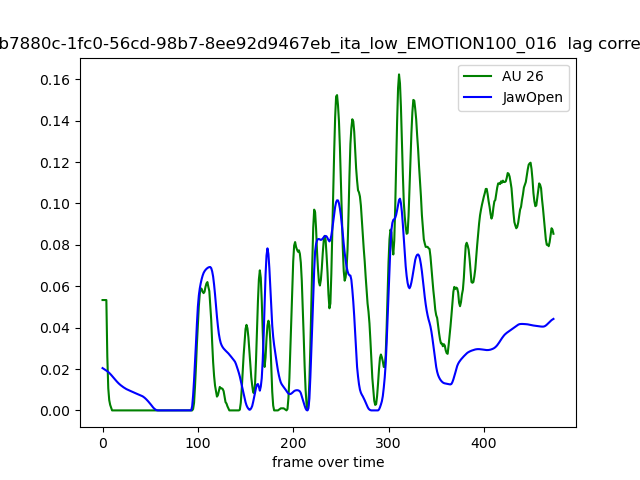 b7880c-1fc0-56cd-98b7-8ee92d9467eb_ita_low_EMOTION100_016 lag corre
AU 26
JawOpen
0.16
0.14
0.12
0.10
0.08
0.06
0.04
0.02
0.00
0 100 200 300 400
frame over time